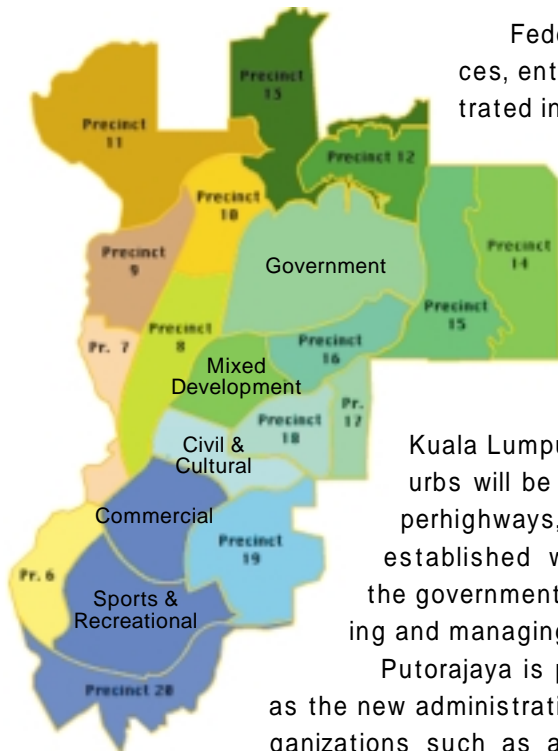 Fede
ces, ent
trated in
Precinct
13
Precinct
11
Precinct 12
Precinct
10
Precinct
9
Government
Precinct
14
Precinct
15
Pr. 7
Precinct
8
Precinct
16
Mixed
Development
Pr.
17
Precinct
18
Civil &
Cultural
Commercial
Precinct
19
Pr. 6
Sports &
Recreational
Precinct 20
Kuala Lumpu
urbs will be
perhighways,
established w
the government
ing and managing
Putorajaya is p
as the new administrati
ganizations such as a